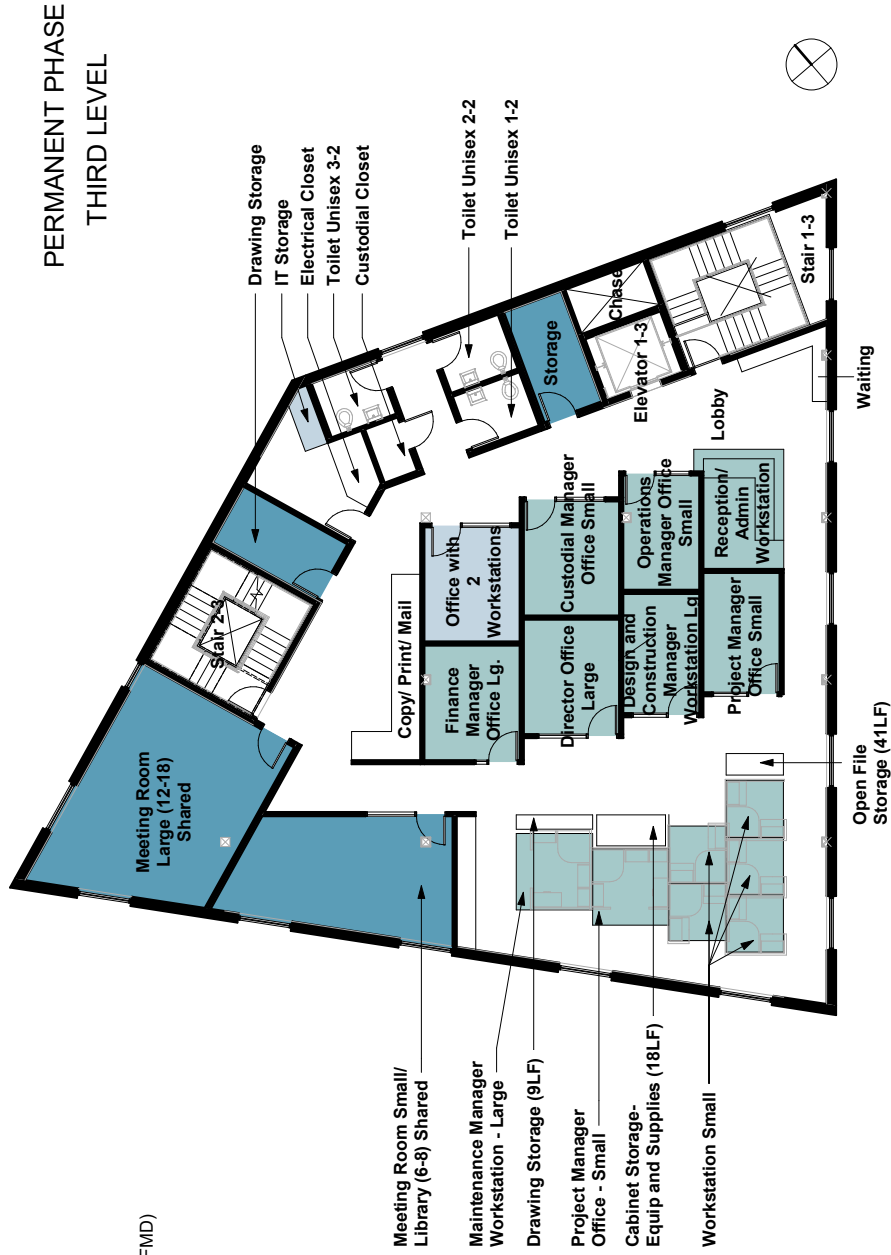 PERMANENT PHASE
THIRD LEVEL
Drawing Storage
IT Storage
Electrical Closet
Toilet Unisex 3-2
Custodial Closet
Toilet Unisex 2-2
Toilet Unisex 1-2
Stair 2-3
Meeting Room
Large (12-18)
Shared
Storage
Chase
Elevator 1-3
Stair 1-3
Lobby
Waiting
Copy/ Print/ Mail
Office with
2
Workstations
Custodial Manager
Office Small
Operations
Manager Office
Small
Reception/
Admin
Workstation
Finance
Manager
Office Lg.
Director Office
Large
Design and
Construction
Manager
Workstation Lg
Project Manager
Office Small
Open File
Storage (41LF)
FMD)
Meeting Room Small/
Library (6-8) Shared
Maintenance Manager
Workstation - Large
Drawing Storage (9LF)
Project Manager
Office - Small
Cabinet Storage-
Equip and Supplies (18LF)
Workstation Small